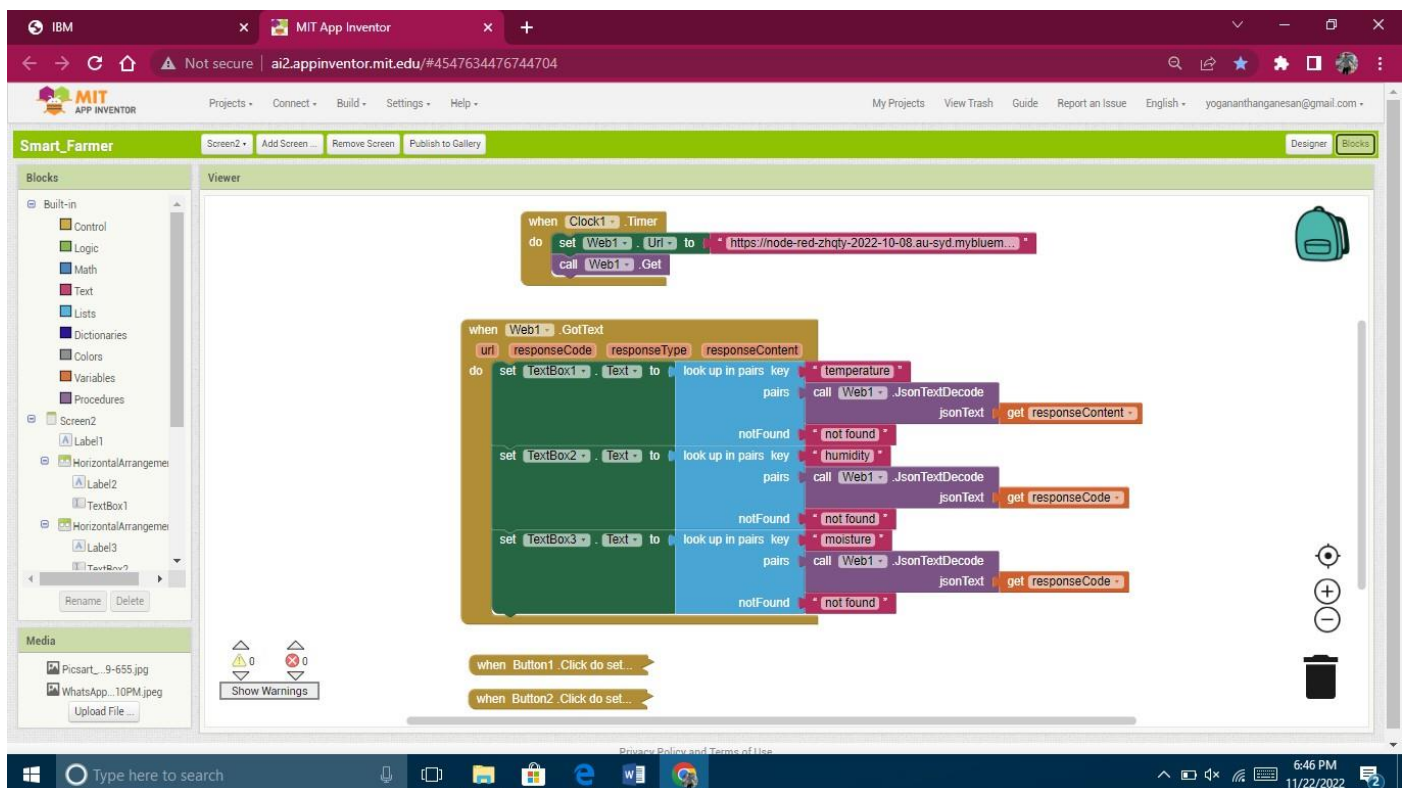 IBM
MIT App Inventor
Not secure
ai2.appinventor.mit.edu/#4547634476744704
MIT
APP INVENTOR
Projects
Connect
Build
Settings
Help
My Projects
View Trash
Guide
Report an Issue
English
yogananthanganesan@gmail.com
Smart_Farmer
Screen2
Add Screen ...
Remove Screen
Publish to Gallery
Designer
Blocks
Blocks
Viewer
Built-in
Control
Logic
Math
Text
Lists
Dictionaries
Colors
Variables
Procedures
Screen2
Label1
HorizontalArrangemer
Label2
TextBox1
HorizontalArrangemer
Label3
TextBox2
Rename
Delete
Media
Picsart_...9-655.jpg
WhatsApp...10PM.jpeg
Upload File ...
when Clock1 .Timer
do set Web1 . Url to " https://node-red-zhqty-2022-10-08.au-syd.mybluem... "
call Web1 .Get
when Web1 .GotText
url responseCode responseType responseContent
do set TextBox1 . Text to look up in pairs key " temperature "
pairs call Web1 .JsonTextDecode
jsonText get responseContent
notFound " not found "
set TextBox2 . Text to look up in pairs key " humidity "
pairs call Web1 .JsonTextDecode
jsonText get responseCode
notFound " not found "
set TextBox3 . Text to look up in pairs key " moisture "
pairs call Web1 .JsonTextDecode
jsonText get responseCode
notFound " not found "
when Button1 .Click do set...
when Button2 .Click do set...
0
0
Show Warnings
Privacy Policy and Terms of Use
Type here to search
6:46 PM
11/22/2022
2